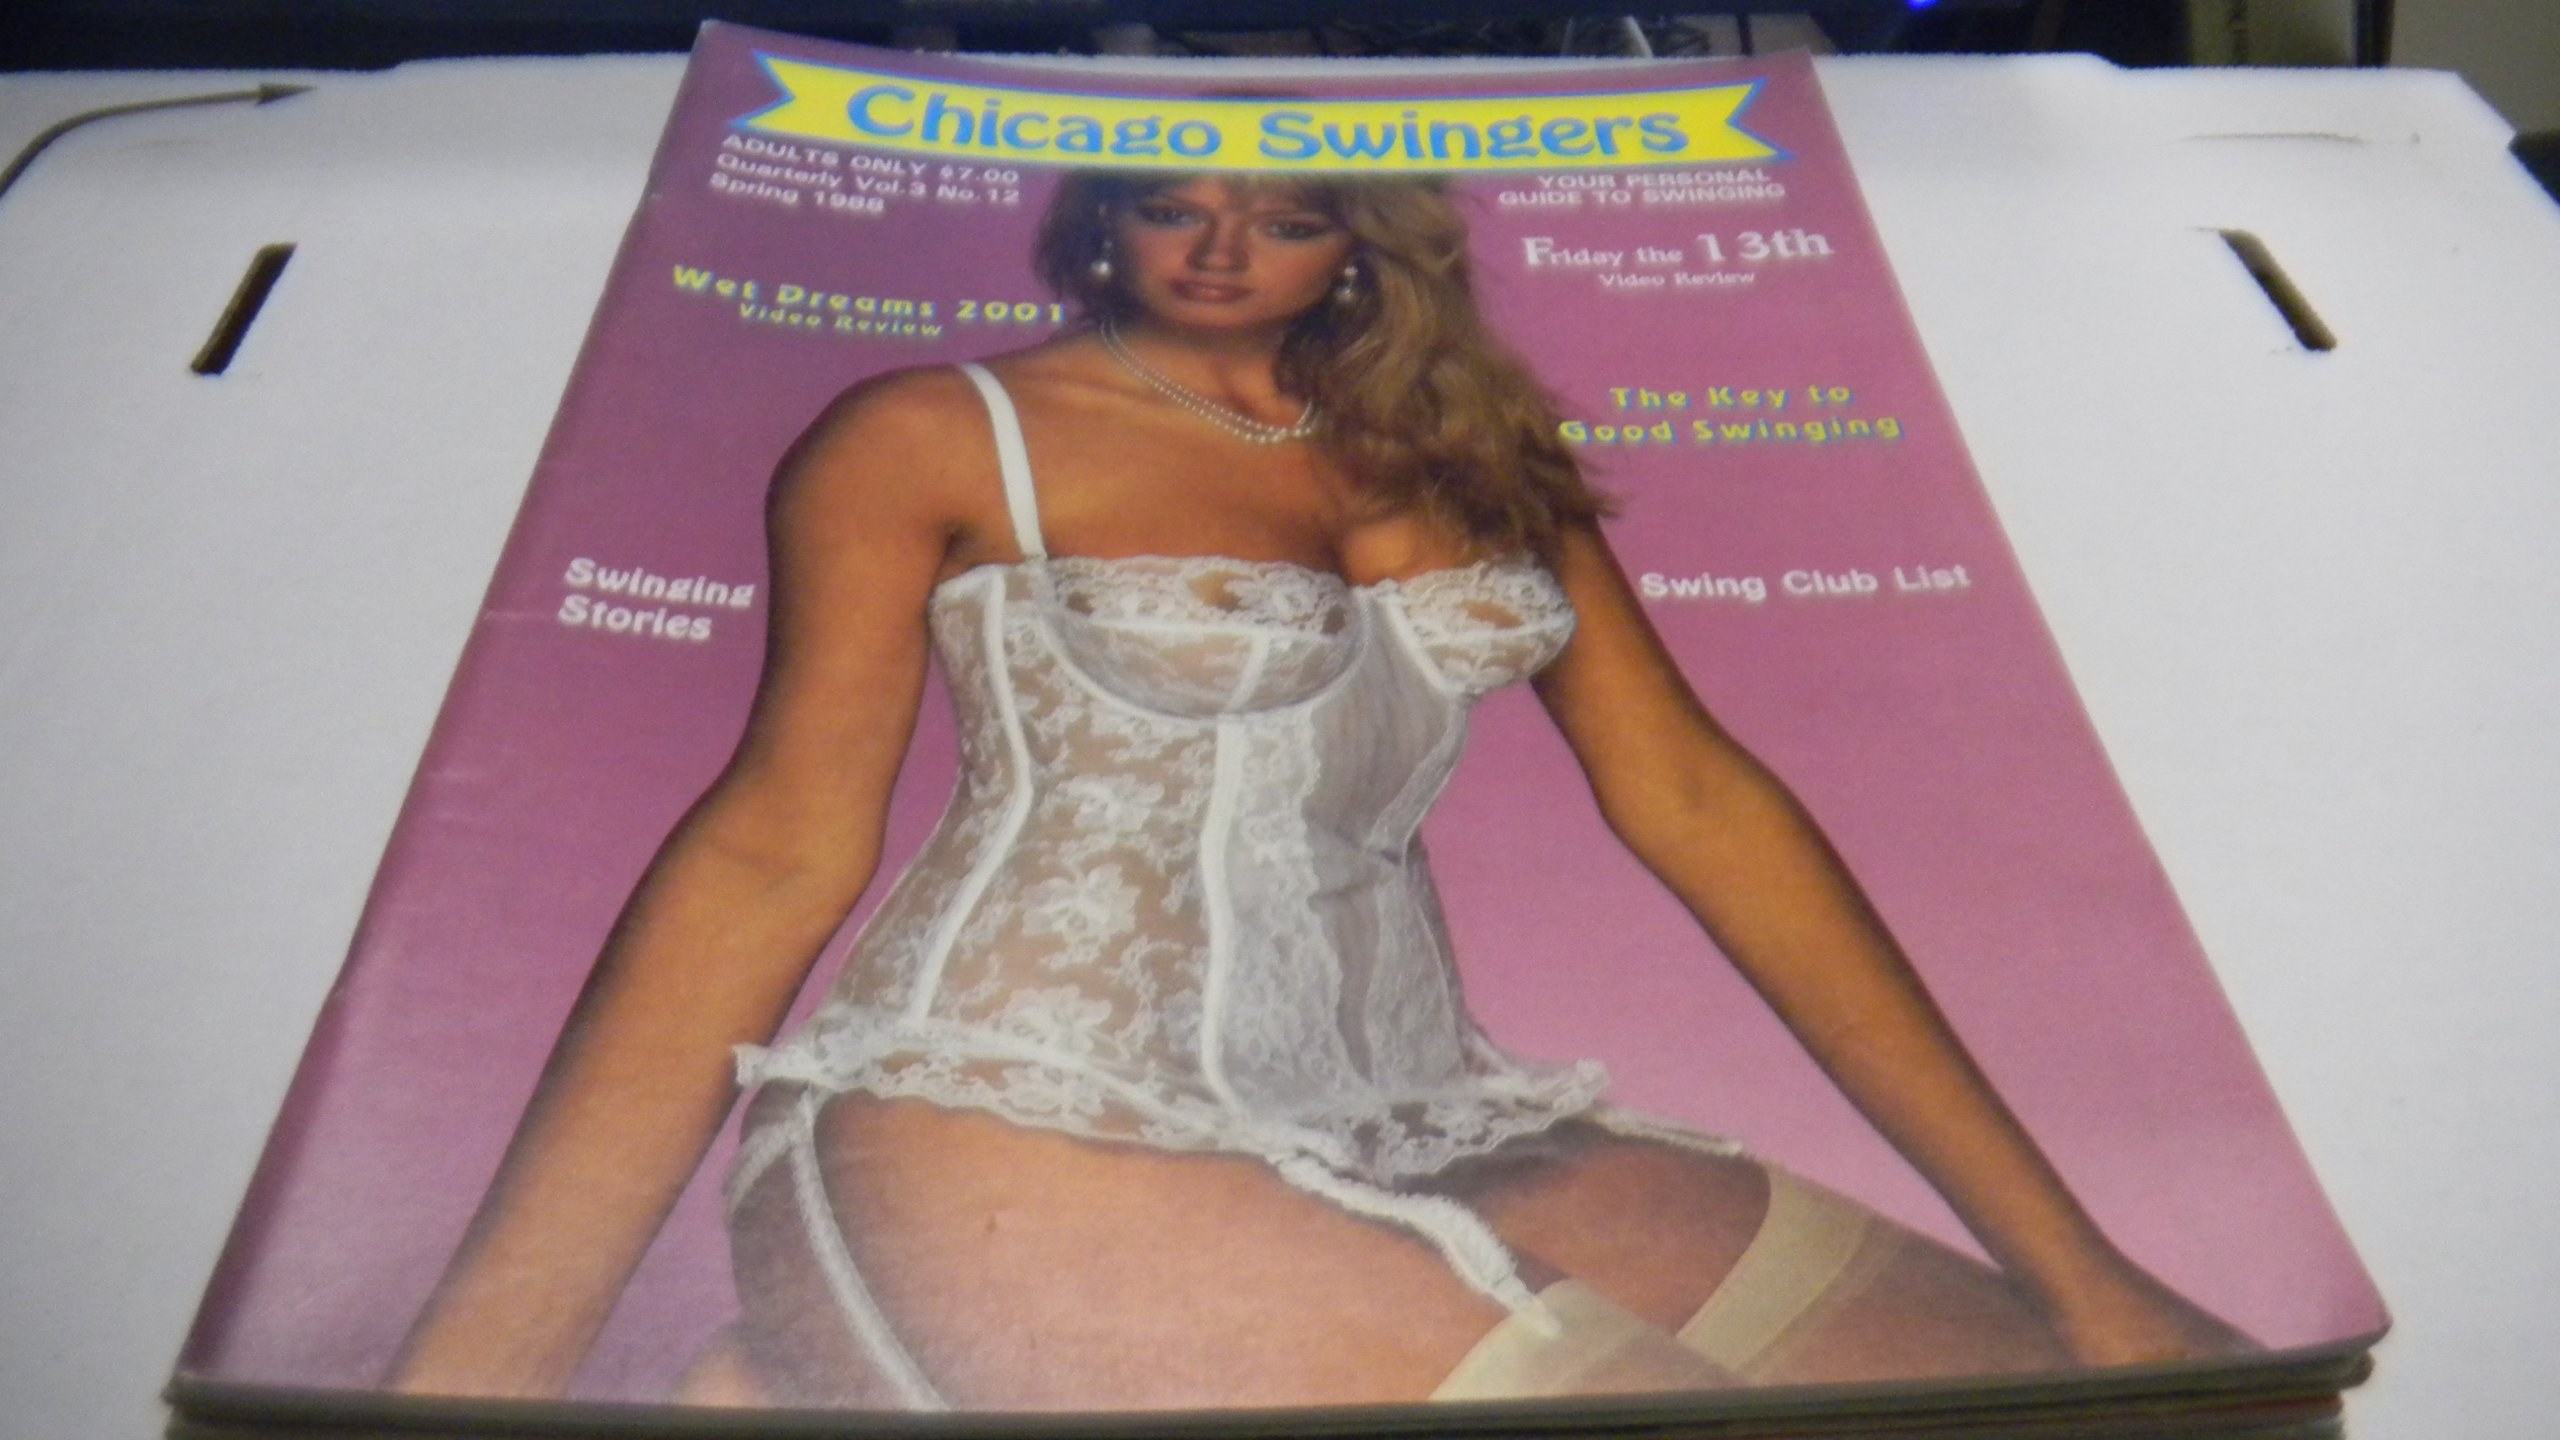 Chicago Swingers
ADULTS ONLY $7.00
Quarterly Vol.3 No.12
Spring 1988
YOUR PERSONAL
GUIDE TO SWINGING
Friday the 13th
Video Review
Wet Dreams 2001
Video Review
The Key to
Good Swinging
Swinging
Stories
Swing Club List